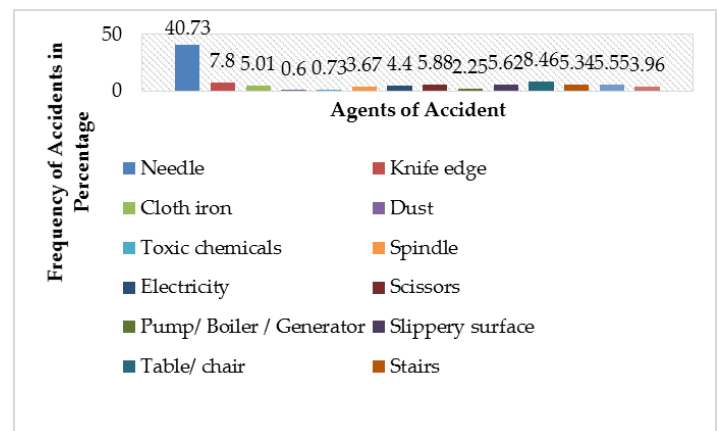 Frequency of Accidents in
Percentage
50
0
40.73
7.8
5.01
0.6
0.73
3.67
4.4
5.88
2.25
5.62
8.46
5.34
5.55
3.96
Agents of Accident
Needle
Knife edge
Cloth iron
Dust
Toxic chemicals
Spindle
Electricity
Scissors
Pump/ Boiler / Generator
Slippery surface
Table/ chair
Stairs